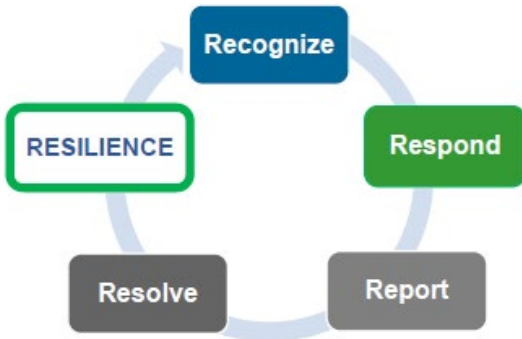 Recognize
Respond
Report
Resolve
RESILIENCE